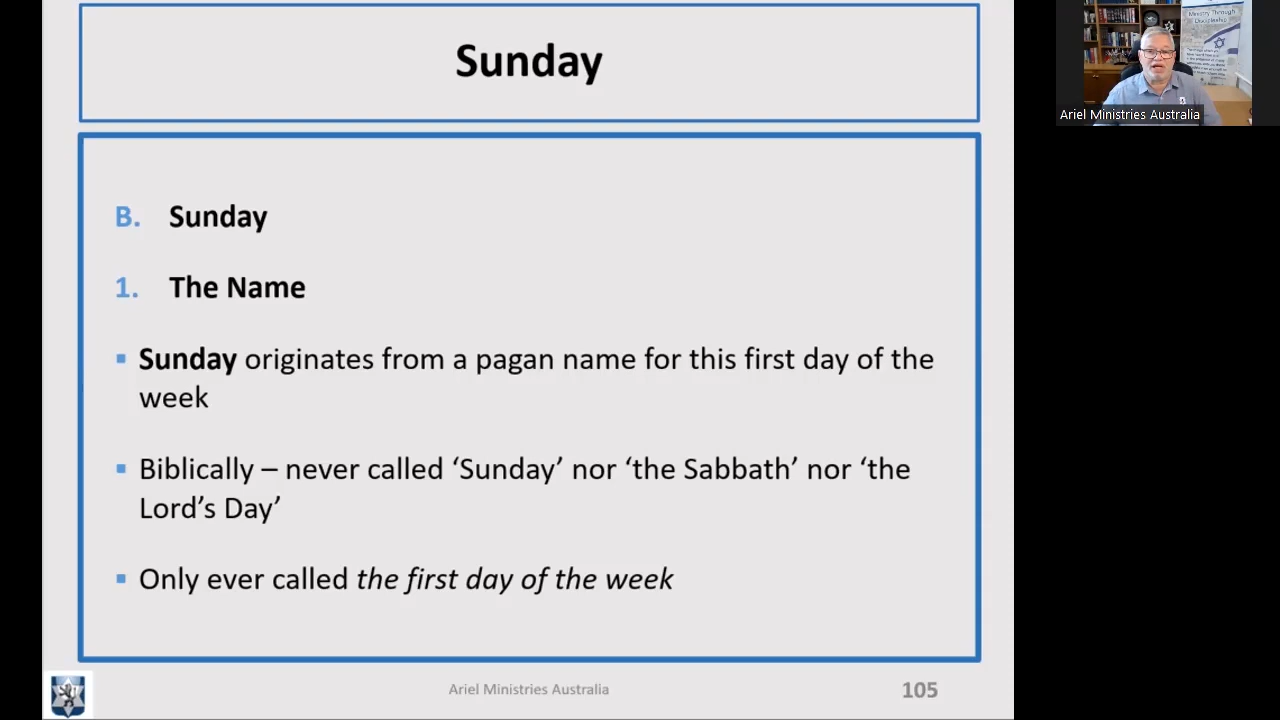 Sunday
B. Sunday
1. The Name
▪ Sunday originates from a pagan name for this first day of the
week
▪ Biblically – never called ‘Sunday’ nor ‘the Sabbath’ nor ‘the
Lord’s Day’
▪ Only ever called the first day of the week
Ariel Ministries Australia
105
Discipleship
Ariel Ministries Australia